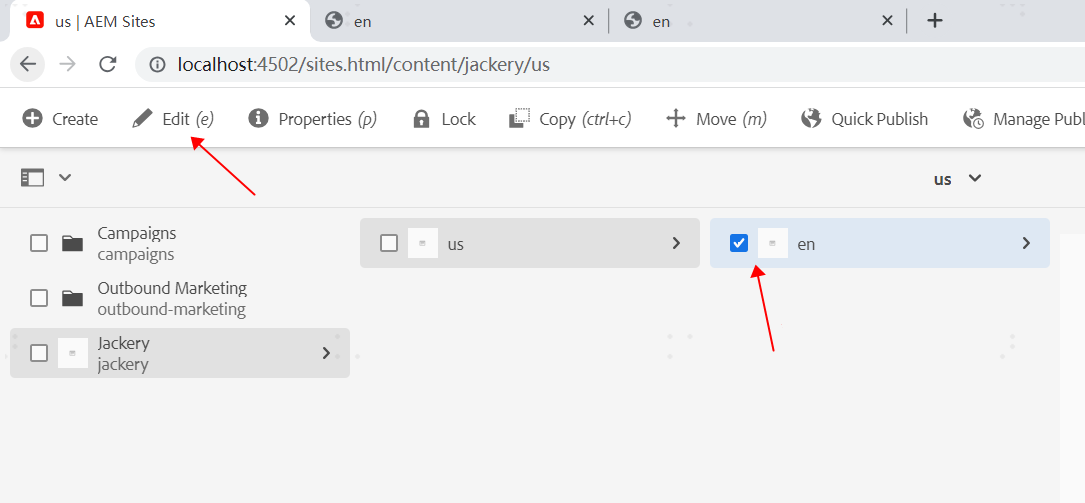 us | AEM Sites
en
en
localhost:4502/sites.html/content/jackery/us
Create Edit (e) Properties (p) Lock Copy (ctrl+c) Move (m) Quick Publish Manage Publ
us
Campaigns
campaigns
Outbound Marketing
outbound-marketing
Jackery
jackery
us
en